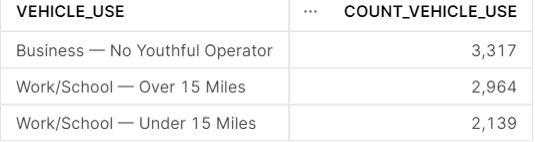 VEHICLE_USE ··· COUNT_VEHICLE_USE
Business — No Youthful Operator 3,317
Work/School — Over 15 Miles 2,964
Work/School — Under 15 Miles 2,139